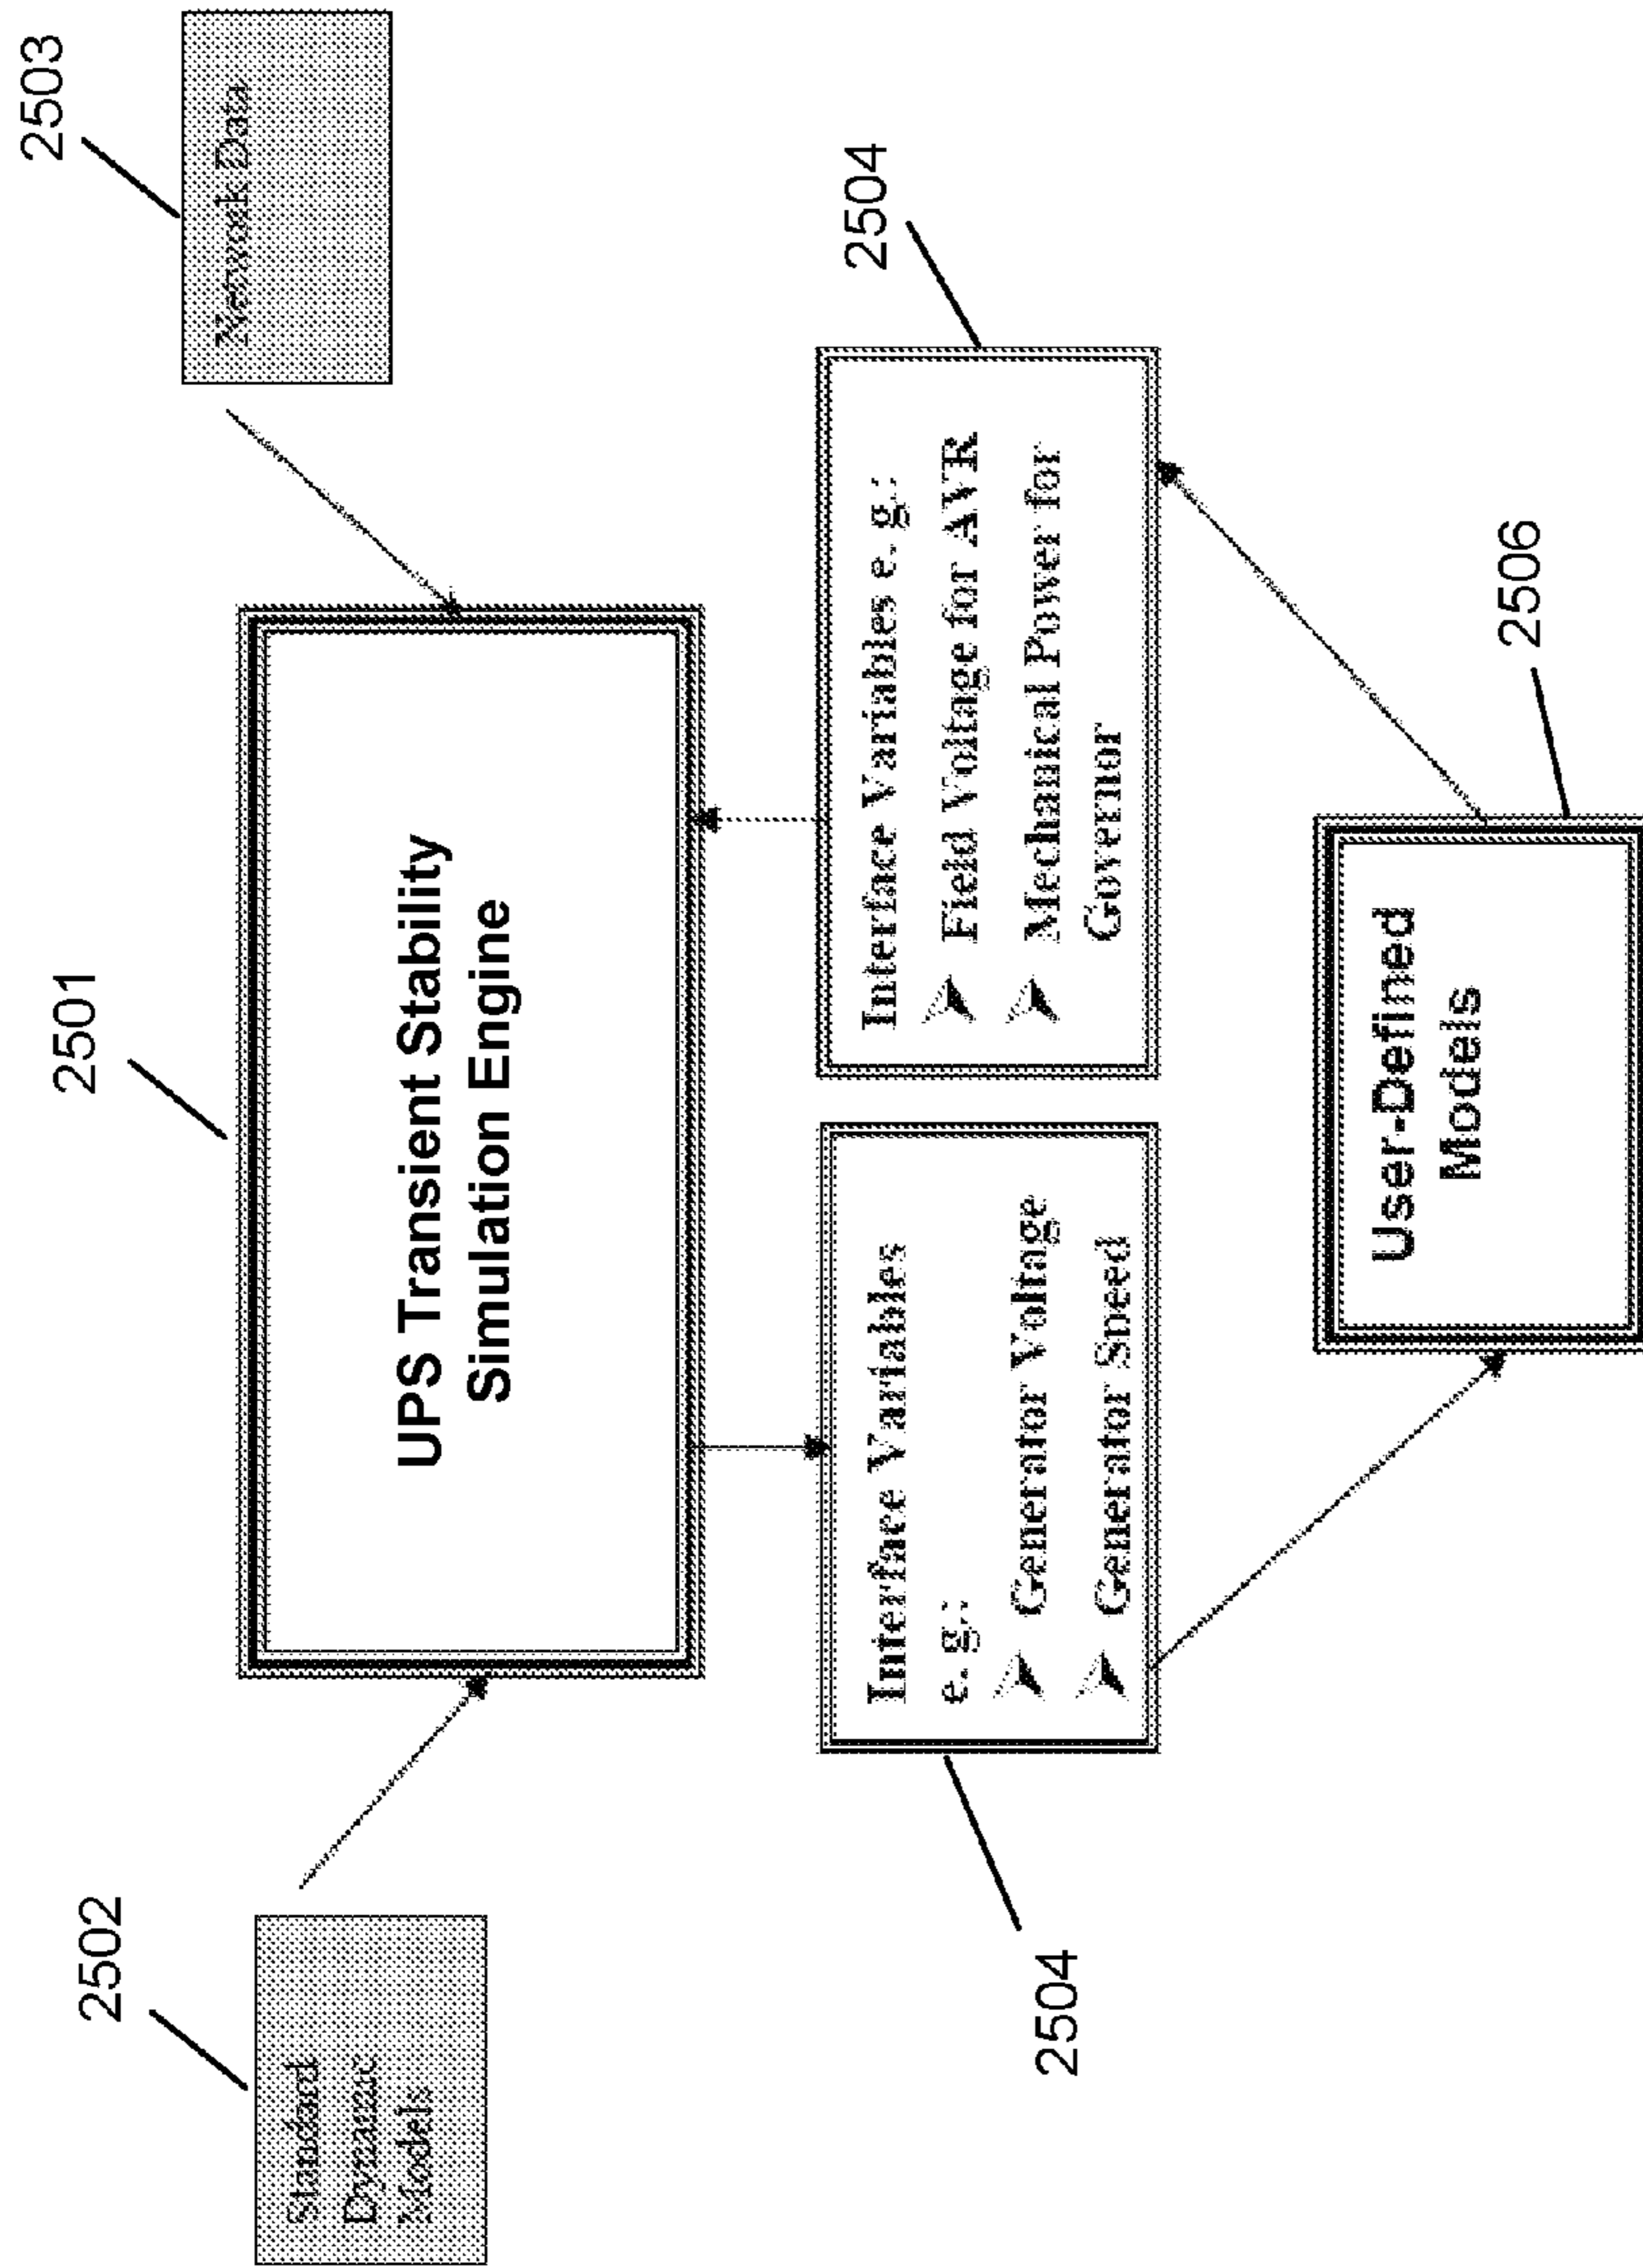 2501
2502
2503
Standard
Dynamic
Models
UPS Transient Stability
Simulation Engine
Network Data
2504
Interface Variables
e.g.:
Generator Voltage
Generator Speed
2504
Interface Variables e.g.:
Field Voltage for AVR
Mechanical Power for
Governor
User-Defined
Models
2506